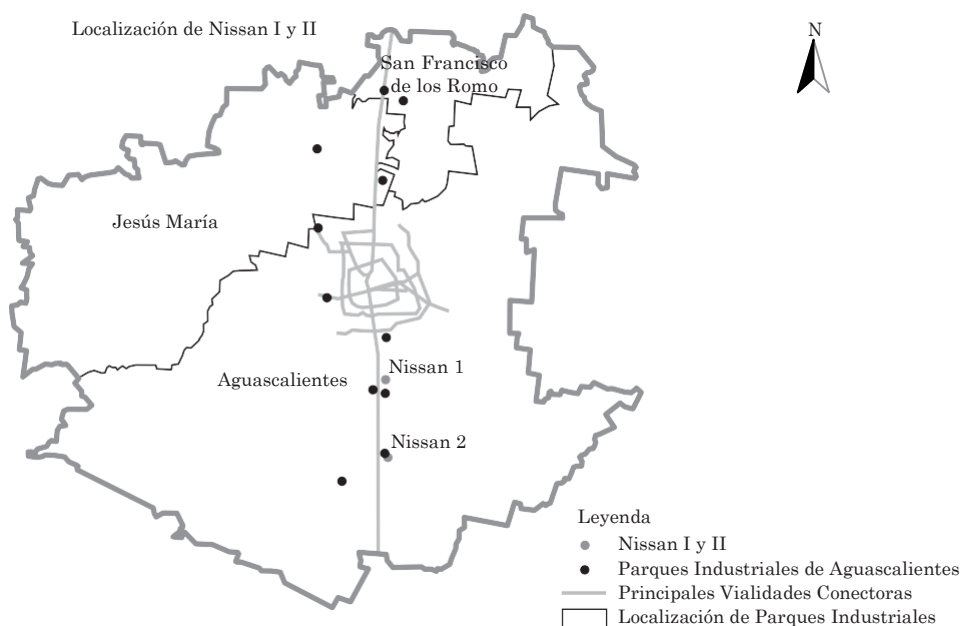 Localización de Nissan I y II
N
San Francisco
de los Romo
Jesús María
Nissan 1
Aguascalientes
Nissan 2
Leyenda
Nissan I y II
Parques Industriales de Aguascalientes
Principales Vialidades Conectoras
Localización de Parques Industriales